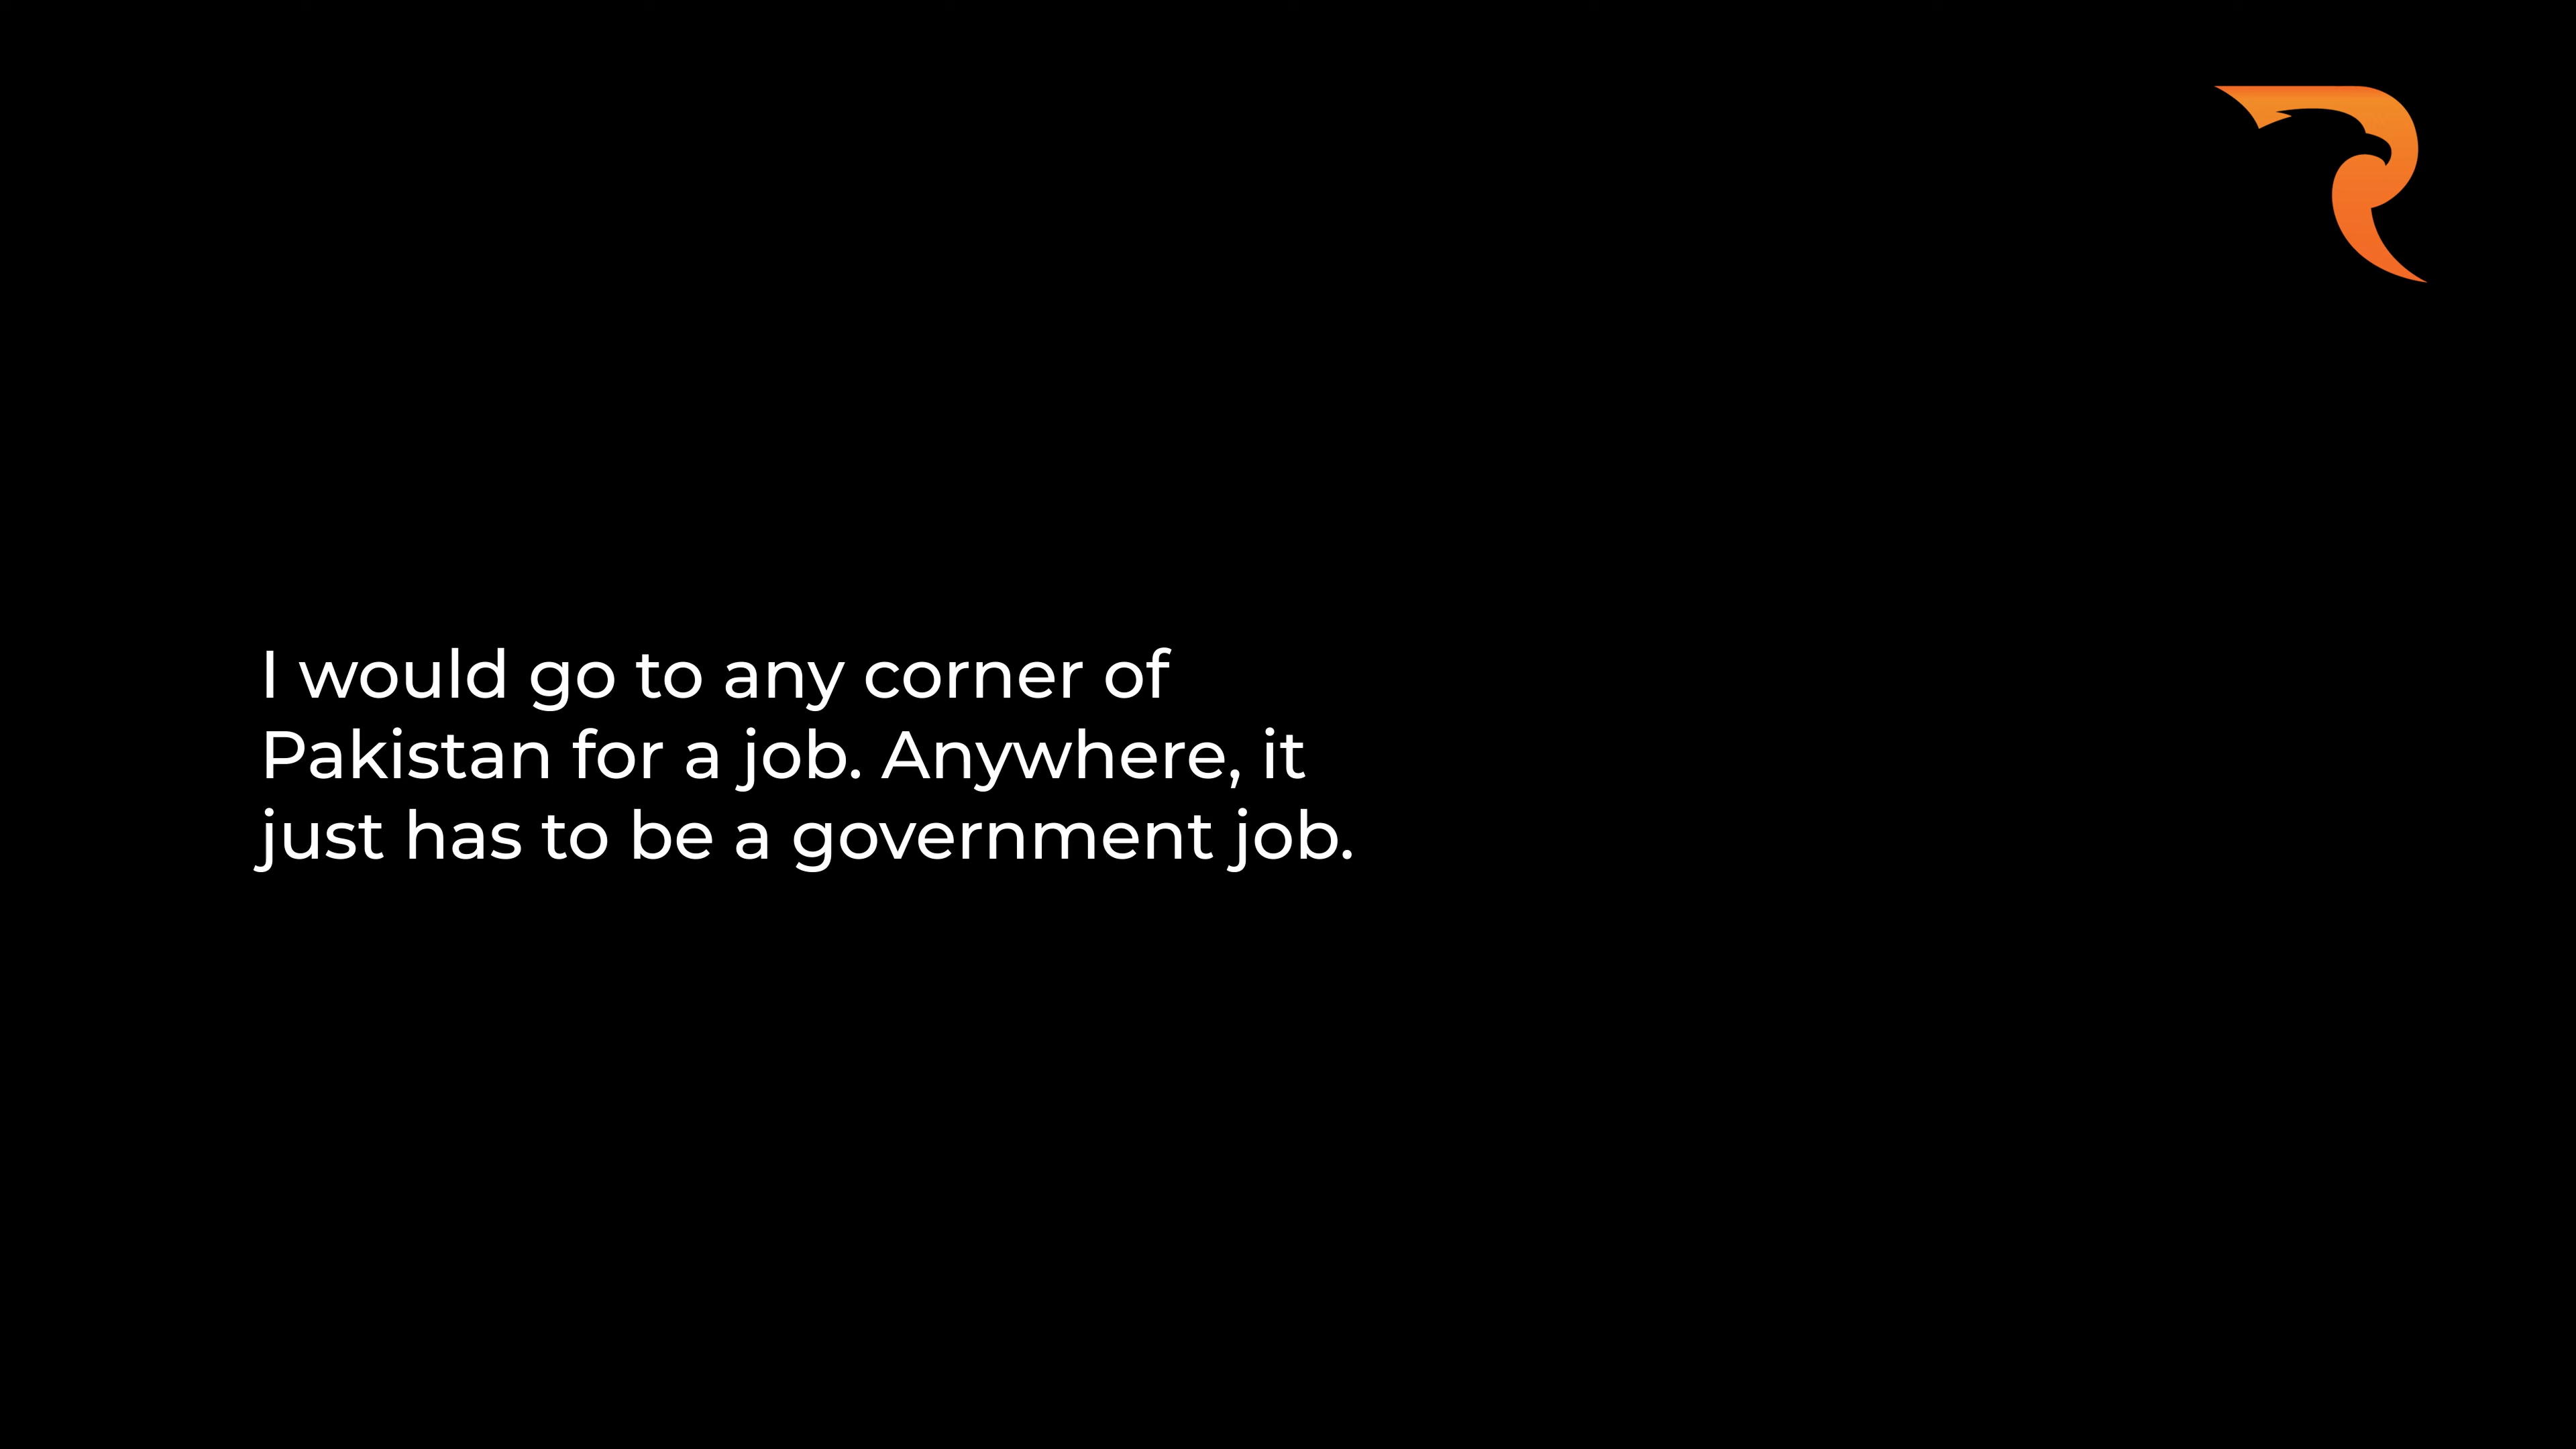 I would go to any corner of
Pakistan for a job. Anywhere, it
just has to be a government job.